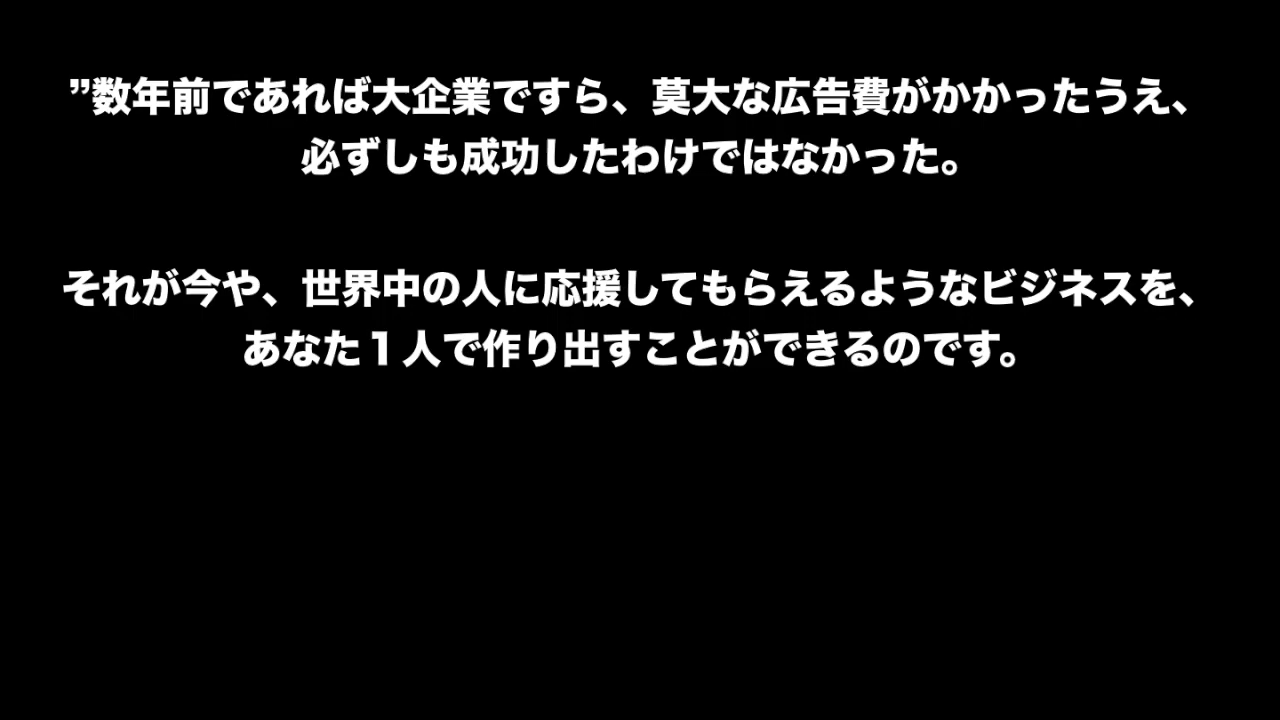 ”数年前であれば大企業ですら、莫大な広告費がかかったうえ、
必ずしも成功したわけではなかった。
それが今や、世界中の人に応援してもらえるようなビジネスを、
あなた１人で作り出すことができるのです。